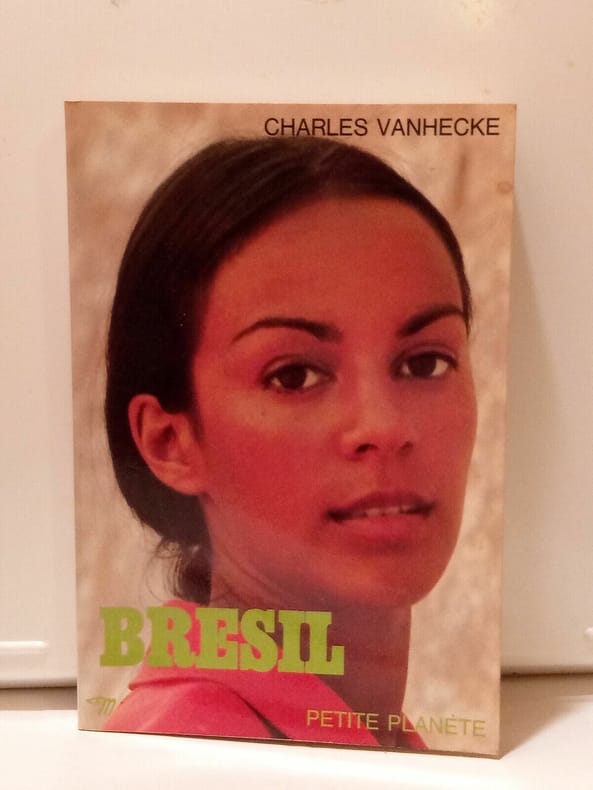 CHARLES VANHECKE
BRESIL
PETITE PLANÈTE
m